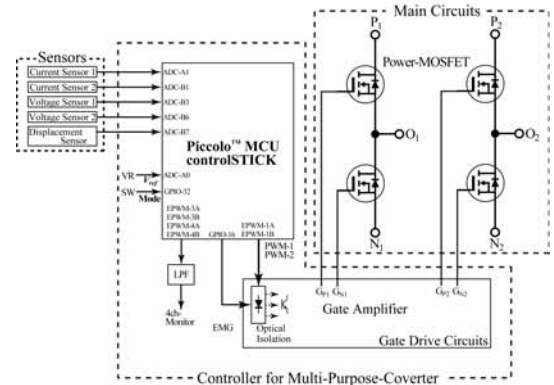 Sensors
Current Sensor 1
Current Sensor 2
Voltage Sensor 1
Voltage Sensor 2
Displacement
Sensor
ADC-A1
ADC-B1
ADC-B3
ADC-B6
ADC-B7
Piccolo™ MCU
controlSTICK
VR
Vref
ADC-A0
SW
Mode
GPIO-32
EPWM-3A
EPWM-3B
EPWM-4A
EPWM-4B
GPIO-16
EPWM-1A
EPWM-1B
PWM-1
PWM-2
LPF
4ch-
Monitor
EMG
Optical
Isolation
Main Circuits
P1
P2
Power-MOSFET
O1
O2
N1
N2
GP1
GN1
GP2
GN2
Gate Amplifier
Gate Drive Circuits
Controller for Multi-Purpose-Coverter